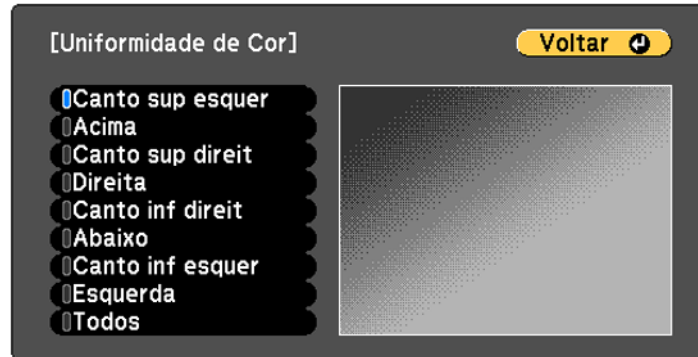 [Uniformidade de Cor]
Voltar
Canto sup esquer
Acima
Canto sup direit
Direita
Canto inf direit
Abaixo
Canto inf esquer
Esquerda
Todos